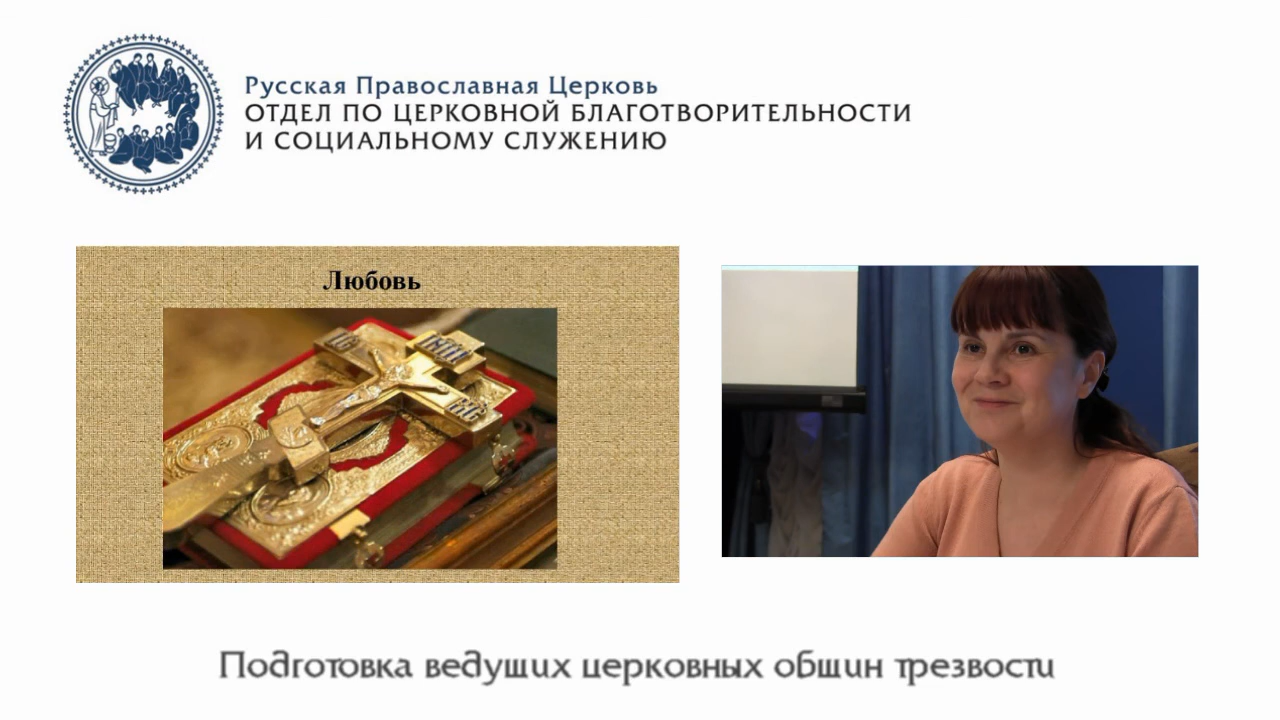 Русская Православная Церковь
ОТДЕЛ ПО ЦЕРКОВНОЙ БЛАГОТВОРИТЕЛЬНОСТИ
И СОЦИАЛЬНОМУ СЛУЖЕНИЮ
Любовь
Подготовка ведущих церковных общин трезвости